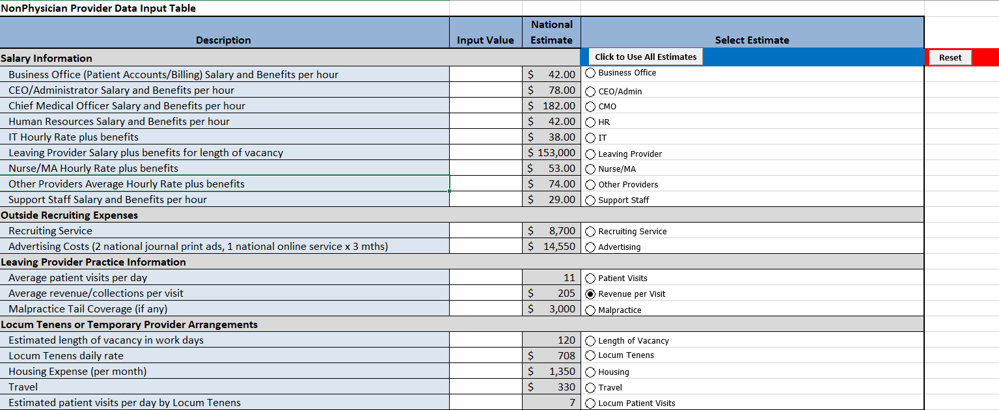 NonPhysician Provider Data Input Table
Description Input Value National Estimate Select Estimate
Salary Information Click to Use All Estimates Reset
Business Office (Patient Accounts/Billing) Salary and Benefits per hour $ 42.00 Business Office
CEO/Administrator Salary and Benefits per hour $ 78.00 CEO/Admin
Chief Medical Officer Salary and Benefits per hour $ 182.00 CMO
Human Resources Salary and Benefits per hour $ 42.00 HR
IT Hourly Rate plus benefits $ 38.00 IT
Leaving Provider Salary plus benefits for length of vacancy $ 153,000 Leaving Provider
Nurse/MA Hourly Rate plus benefits $ 53.00 Nurse/MA
Other Providers Average Hourly Rate plus benefits $ 74.00 Other Providers
Support Staff Salary and Benefits per hour $ 29.00 Support Staff
Outside Recruiting Expenses
Recruiting Service $ 8,700 Recruiting Service
Advertising Costs (2 national journal print ads, 1 national online service x 3 mths) $ 14,550 Advertising
Leaving Provider Practice Information
Average patient visits per day 11 Patient Visits
Average revenue/collections per visit $ 205 Revenue per Visit
Malpractice Tail Coverage (if any) $ 3,000 Malpractice
Locum Tenens or Temporary Provider Arrangements
Estimated length of vacancy in work days 120 Length of Vacancy
Locum Tenens daily rate $ 708 Locum Tenens
Housing Expense (per month) $ 1,350 Housing
Travel $ 330 Travel
Estimated patient visits per day by Locum Tenens 7 Locum Patient Visits